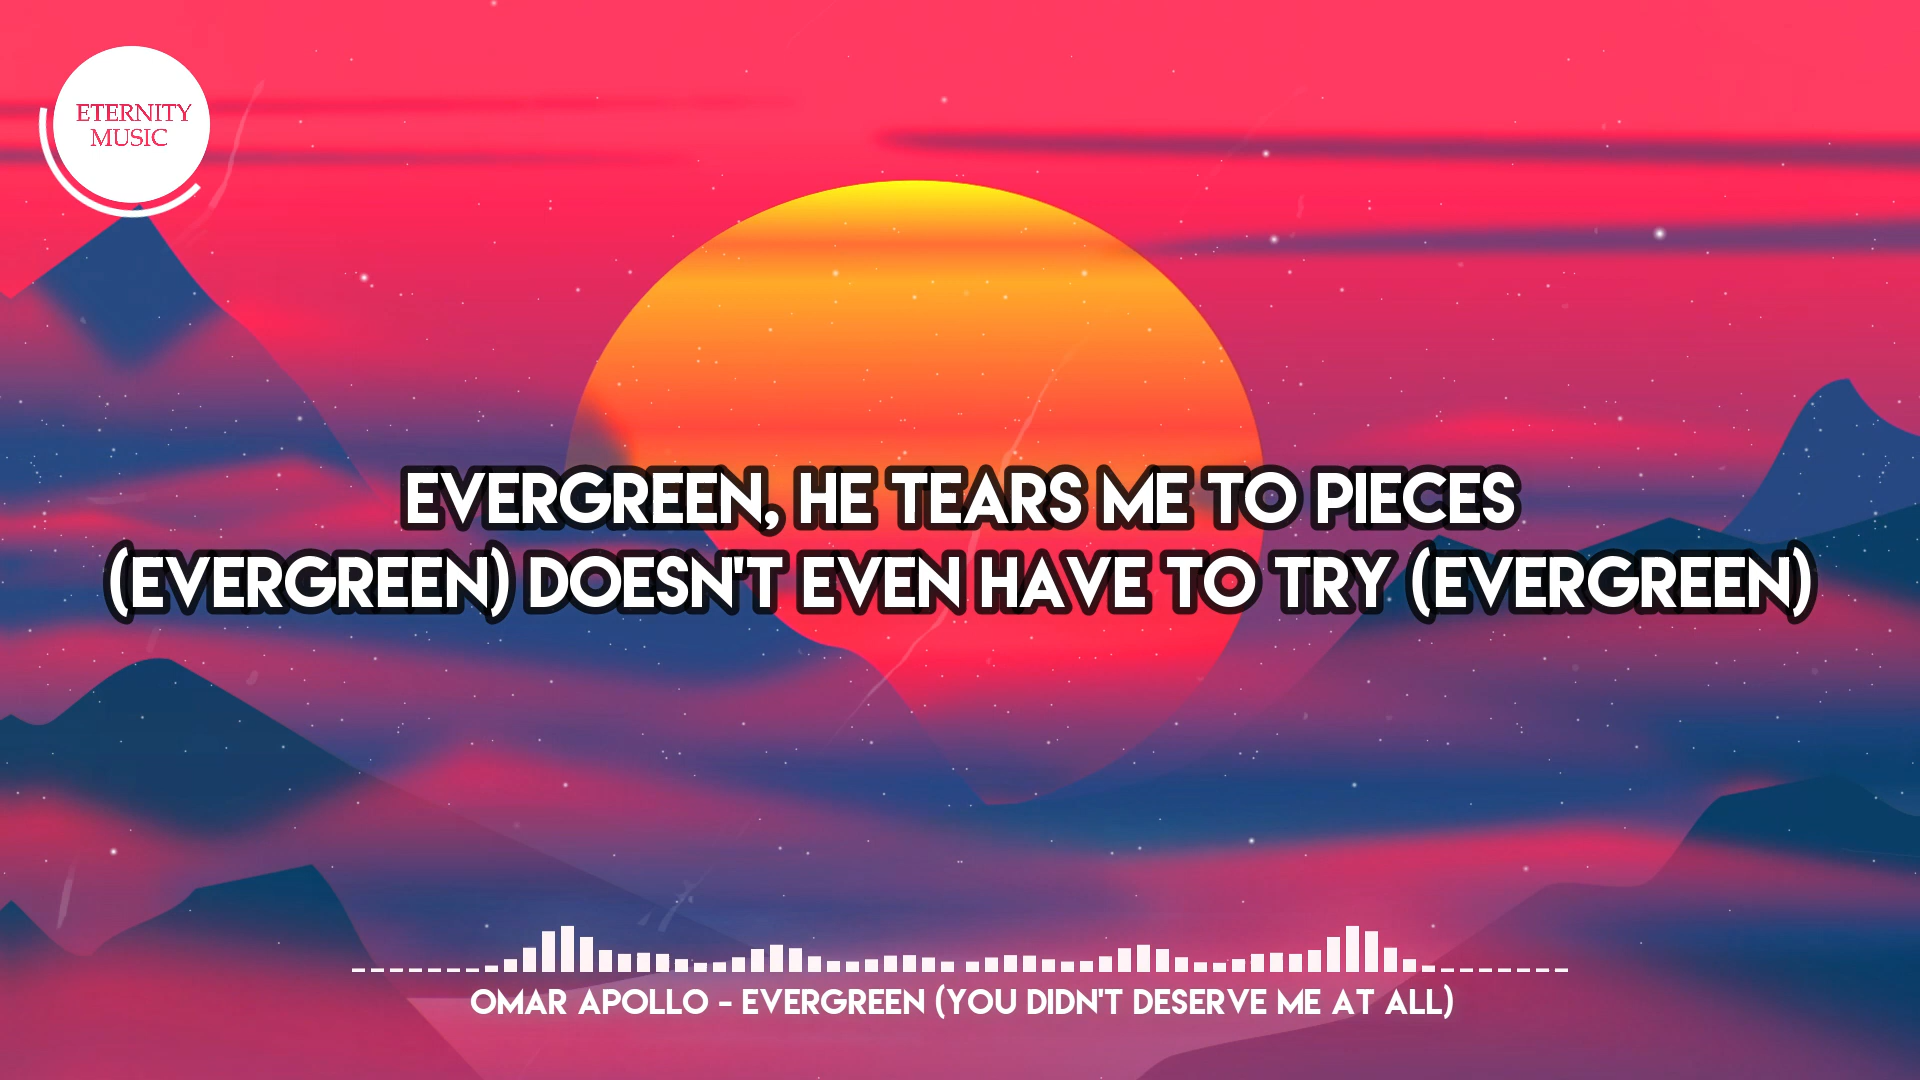 ETERNITY
MUSIC
EVERGREEN, HE TEARS ME TO PIECES
(EVERGREEN) DOESN'T EVEN HAVE TO TRY (EVERGREEN)
OMAR APOLLO - EVERGREEN (YOU DIDN'T DESERVE ME AT ALL)